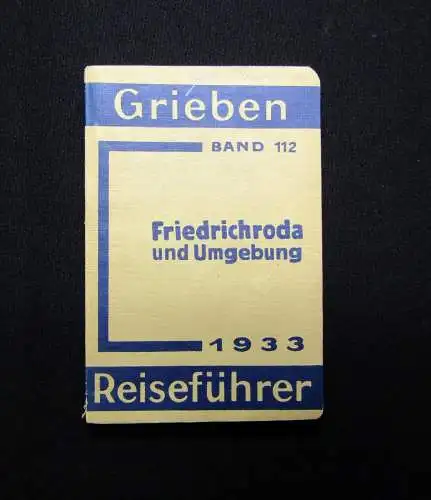 Grieben
BAND 112
Friedrichroda
und Umgebung
1933
Reiseführer